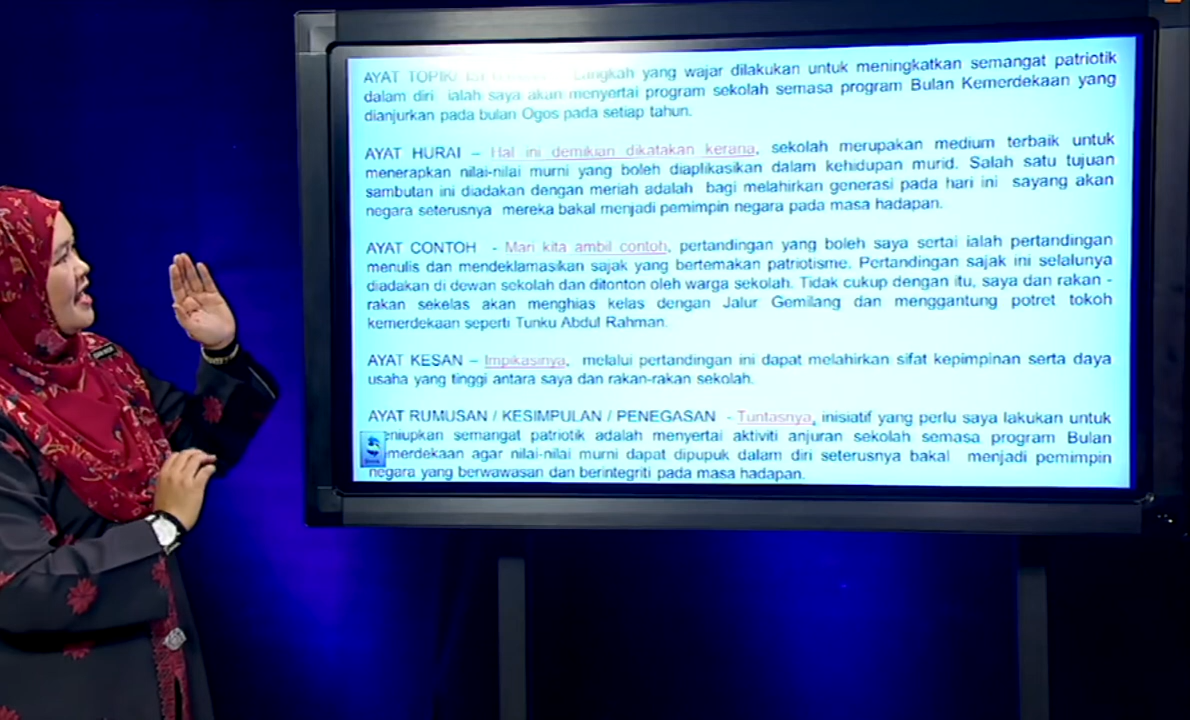 AYAT TOPIK Langkah yang wajar dilakukan untuk meningkatkan semangat patriotik
dalam diri ialah saya akan menyertai program sekolah semasa program Bulan Kemerdekaan yang
dianjurkan pada bulan Ogos pada setiap tahun.
AYAT HURAI – Hal ini demikian dikatakan kerana, sekolah merupakan medium terbaik untuk
menerapkan nilai-nilai murni yang boleh diaplikasikan dalam kehidupan murid. Salah satu tujuan
sambutan ini diadakan dengan meriah adalah bagi melahirkan generasi pada hari ini sayang akan
negara seterusnya mereka bakal menjadi pemimpin negara pada masa hadapan.
AYAT CONTOH - Mari kita ambil contoh, pertandingan yang boleh saya sertai ialah pertandingan
menulis dan mendeklamasikan sajak yang bertemakan patriotisme. Pertandingan sajak ini selalunya
diadakan di dewan sekolah dan ditonton oleh warga sekolah. Tidak cukup dengan itu, saya dan rakan -
rakan sekelas akan menghias kelas dengan Jalur Gemilang dan menggantung potret tokoh
kemerdekaan seperti Tunku Abdul Rahman.
AYAT KESAN – Impikasinya, melalui pertandingan ini dapat melahirkan sifat kepimpinan serta daya
usaha yang tinggi antara saya dan rakan-rakan sekolah.
AYAT RUMUSAN / KESIMPULAN / PENEGASAN - Tuntasnya, inisiatif yang perlu saya lakukan untuk
eniupkan semangat patriotik adalah menyertai aktiviti anjuran sekolah semasa program Bulan
merdekaan agar nilai-nilai murni dapat dipupuk dalam diri seterusnya bakal menjadi pemimpin
negara yang berwawasan dan berintegriti pada masa hadapan.